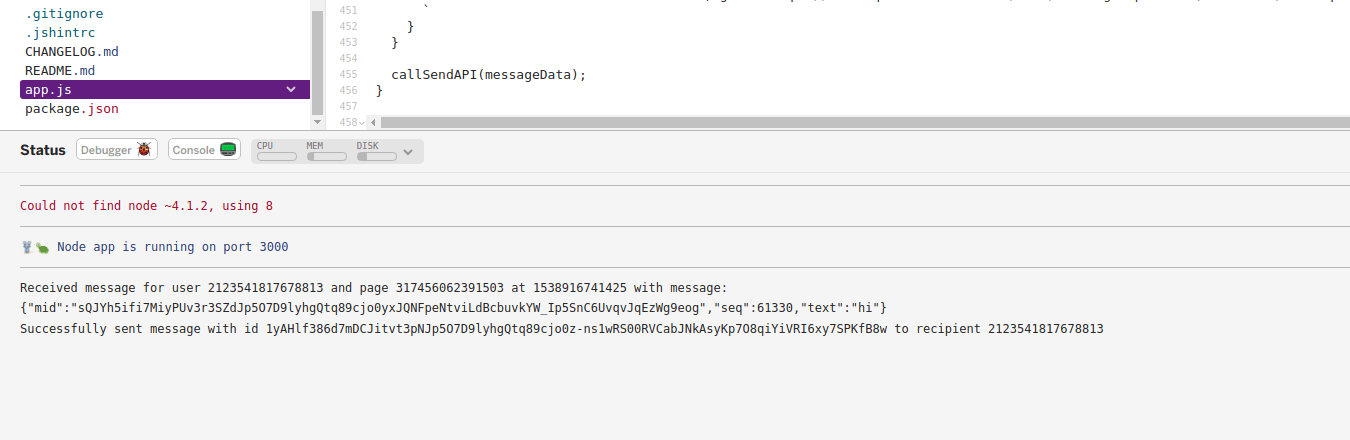 .gitignore
.jshintrc
CHANGELOG.md
README.md
app.js
package.json
451 `
452 }
453 }
454
455 callSendAPI(messageData);
456 }
457
458
Status Debugger Console CPU MEM DISK
Could not find node ~4.1.2, using 8
Node app is running on port 3000
Received message for user 2123541817678813 and page 317456062391503 at 1538916741425 with message:
{"mid":"sQJYh5ifi7MiyPUv3r3SZdJp5O7D9lyhgQtq89cjo0yxJQNFpeNtviLdBcbuvkYW_Ip5SnC6UvqvJqEzWg9eog","seq":61330,"text":"hi"}
Successfully sent message with id 1yAHlf386d7mDCJitvt3pNJp5O7D9lyhgQtq89cjo0z-ns1wRS00RVCabJNkAsyKp7O8qiYiVRI6xy7SPKfB8w to recipient 2123541817678813